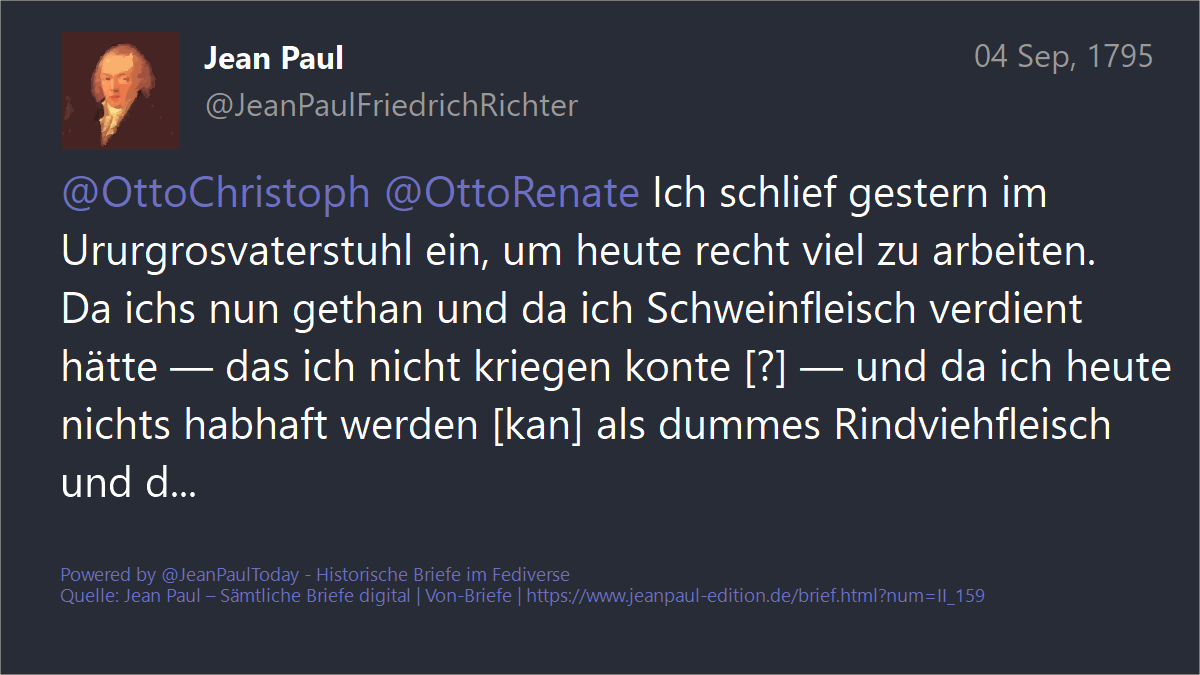 Jean Paul
04 Sep, 1795
@JeanPaulFriedrichRichter
@OttoChristoph @OttoRenate Ich schlief gestern im
Ururgrosvaterstuhl ein, um heute recht viel zu arbeiten.
Da ichs nun gethan und da ich Schweinfleisch verdient
hätte — das ich nicht kriegen konte [?] — und da ich heute
nichts habhaft werden [kan] als dummes Rindviehfleisch
und d...
Powered by @JeanPaulToday - Historische Briefe im Fediverse
Quelle: Jean Paul – Sämtliche Briefe digital | Von-Briefe | https://www.jeanpaul-edition.de/brief.html?num=II_159